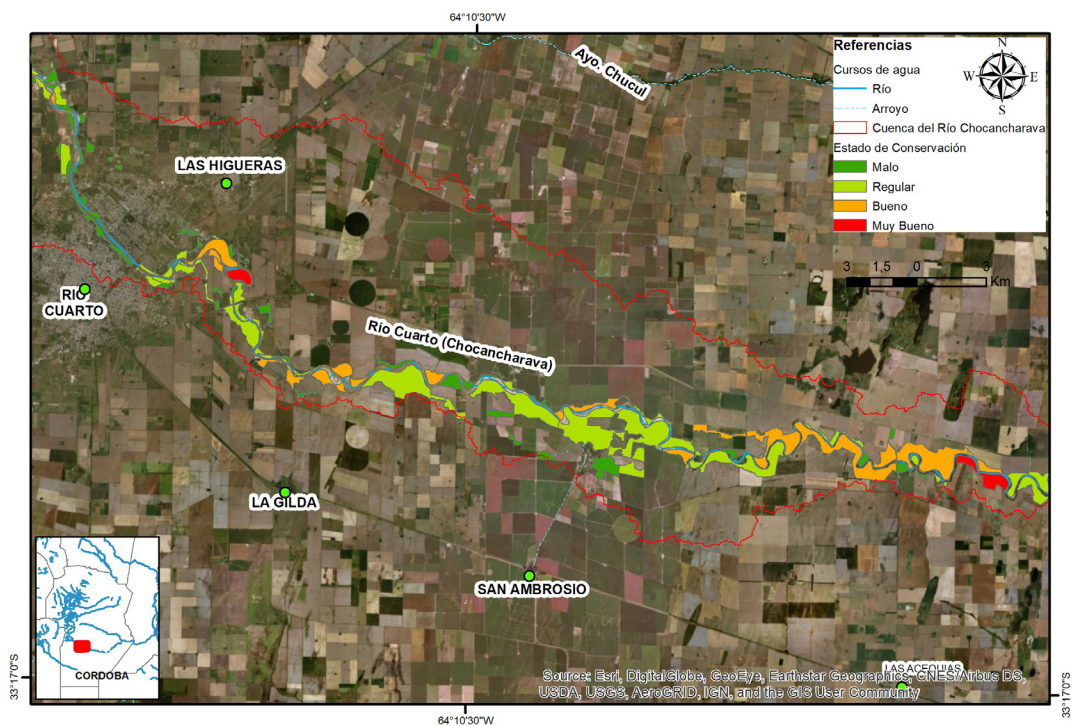 64°10'30"W
Referencias
Cursos de agua
Río
Arroyo
Cuenca del Río Chocancharava
Estado de Conservación
Malo
Regular
Bueno
Muy Bueno
N
W
E
S
3 1,5 0 3
Km
Ayo. Chucul
LAS HIGUERAS
RIO
CUARTO
Río Cuarto (Chocancharava)
LA GILDA
SAN AMBROSIO
LAS ACEQUIAS
CORDOBA
Source: Esri, DigitalGlobe, GeoEye, Earthstar Geographics, CNES/Airbus DS,
USDA, USGS, AeroGRID, IGN, and the GIS User Community
33°17'0"S
33°17'0"S
64°10'30"W